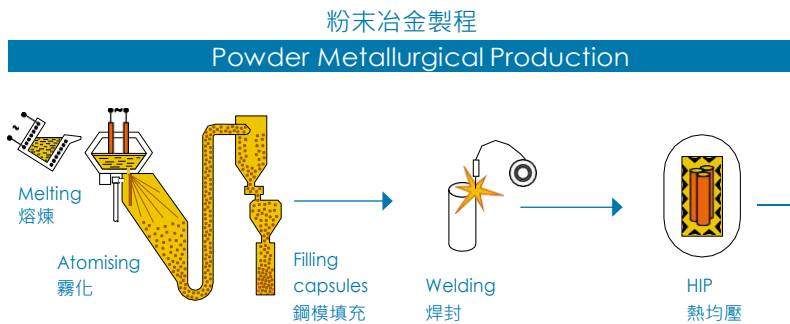 粉末冶金製程
Powder Metallurgical Production
Melting
熔煉
Atomising
霧化
Filling
capsules
鋼模填充
Welding
焊封
HIP
熱均壓